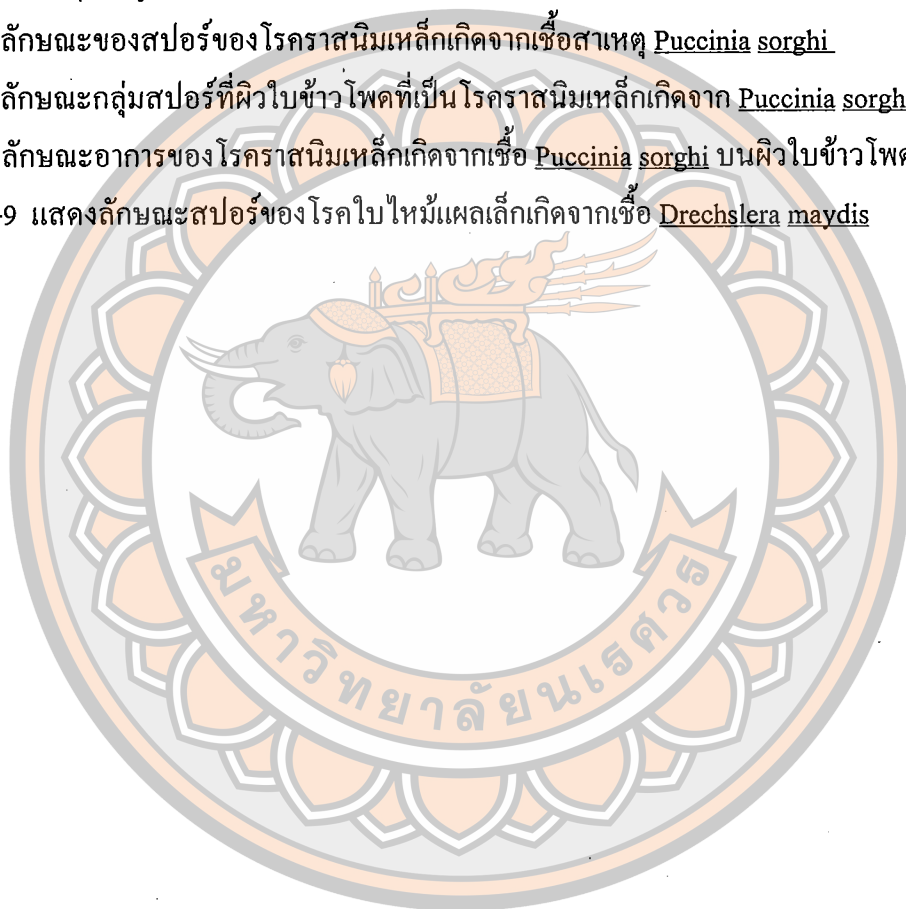 ลักษณะของสปอร์ของโรคราสนิมเหล็กเกิดจากเชื้อสาเหตุ Puccinia sorghi
ลักษณะกลุ่มสปอร์ที่ผิวใบข้าวโพดที่เป็นโรคราสนิมเหล็กเกิดจาก Puccinia sorgh
ลักษณะอาการของโรคราสนิมเหล็กเกิดจากเชื้อ Puccinia sorghi บนผิวใบข้าวโพด
-9 แสดงลักษณะสปอร์ของโรคใบไหม้แผลเล็กเกิดจากเชื้อ Drechslera maydis
มหาวิทยาลัยนเรศวร